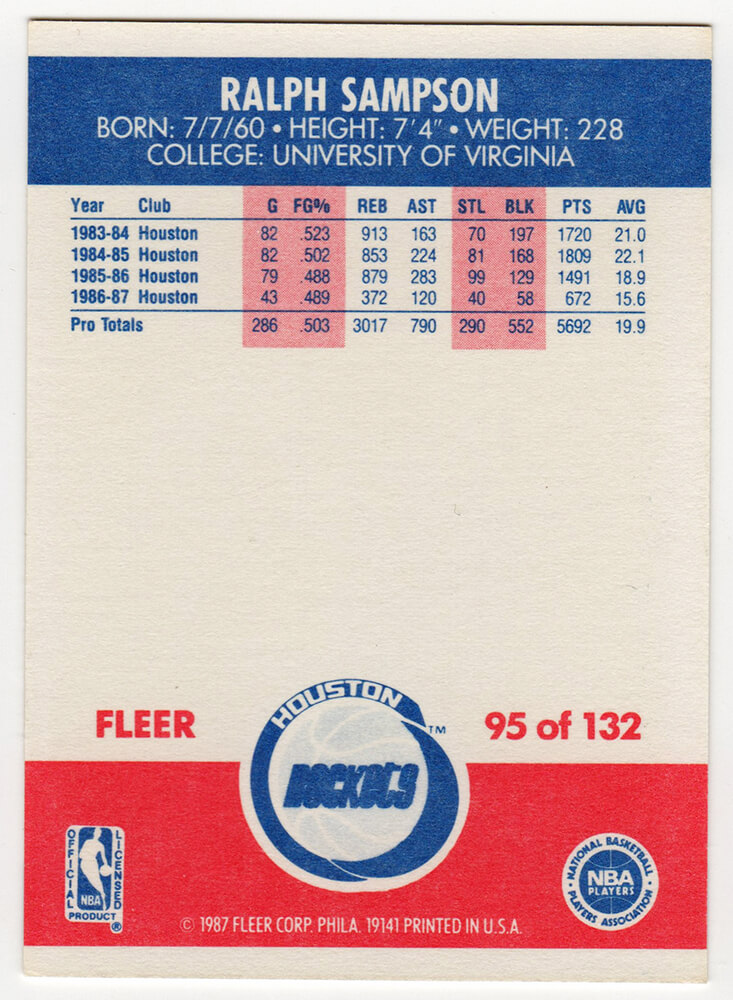 RALPH SAMPSON
BORN: 7/7/60 • HEIGHT: 7'4" • WEIGHT: 228
COLLEGE: UNIVERSITY OF VIRGINIA
Year Club G FG% REB AST STL BLK PTS AVG
1983-84 Houston 82 .523 913 163 70 197 1720 21.0
1984-85 Houston 82 .502 853 224 81 168 1809 22.1
1985-86 Houston 79 .488 879 283 99 129 1491 18.9
1986-87 Houston 43 .489 372 120 40 58 672 15.6
Pro Totals 286 .503 3017 790 290 552 5692 19.9
FLEER
HOUSTON
ROCKETS
TM
95 of 132
OFFICIAL
LICENSED
NBA
PRODUCT
®
NATIONAL BASKETBALL
NBA
PLAYERS
• PLAYERS ASSOCIATION •
© 1987 FLEER CORP. PHILA. 19141 PRINTED IN U.S.A.